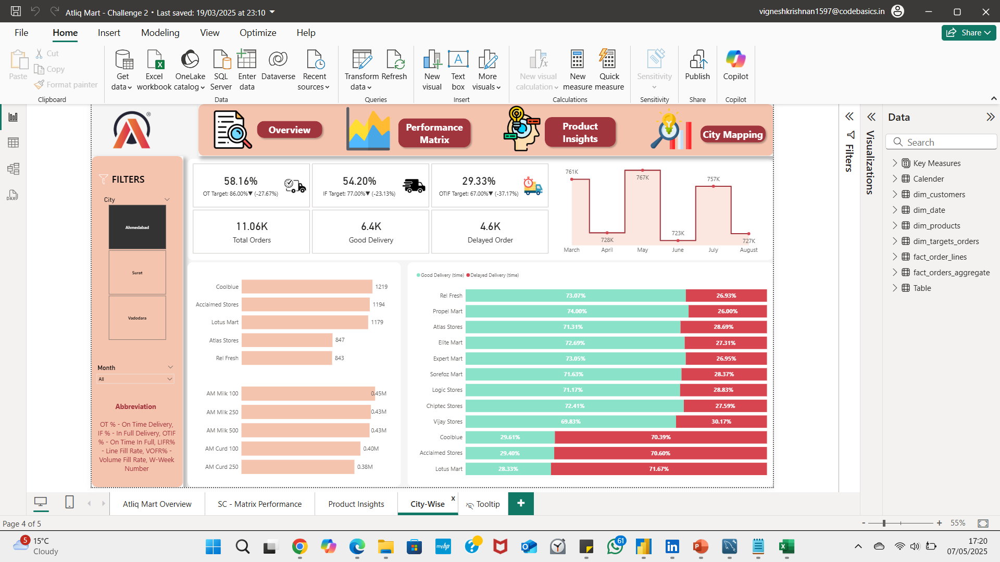 Atliq Mart - Challenge 2 • Last saved: 19/03/2025 at 23:10
vigneshkrishnan1597@codebasics.in
File
Home
Insert
Modeling
View
Optimize
Help
Share
Paste
Cut
Copy
Format painter
Clipboard
Get data
Excel workbook
OneLake catalog
SQL Server
Enter data
Dataverse
Recent sources
Data
Transform data
Refresh
Queries
New visual
Text box
More visuals
Insert
New visual calculation
New measure
Quick measure
Calculations
Sensitivity
Sensitivity
Publish
Share
Copilot
Copilot
Overview
Performance
Matrix
Product
Insights
City Mapping
FILTERS
City
Ahmedabad
Surat
Vadodara
Month
All
Abbreviation
OT % - On Time Delivery,
IF % - In Full Delivery, OTIF
% - On Time In Full, LIFR%
- Line Fill Rate, VOFR% -
Volume Fill Rate, W-Week
Number
58.16%
OT Target: 86.00%▼ (-27.67%)
54.20%
IF Target: 77.00%▼ (-23.13%)
29.33%
OTIF Target: 67.00%▼ (-37.17%)
11.06K
Total Orders
6.4K
Good Delivery
4.6K
Delayed Order
761K
728K
767K
723K
757K
727K
March
April
May
June
July
August
Coolblue 1219
Acclaimed Stores 1194
Lotus Mart 1179
Atlas Stores 847
Rel Fresh 843
AM Milk 100 0.45M
AM Milk 250 0.43M
AM Milk 500 0.43M
AM Curd 100 0.40M
AM Curd 250 0.38M
Good Delivery (time) Delayed Delivery (time)
Rel Fresh 73.07% 26.93%
Propel Mart 74.00% 26.00%
Atlas Stores 71.31% 28.69%
Elite Mart 72.69% 27.31%
Expert Mart 73.05% 26.95%
Sorefoz Mart 71.63% 28.37%
Logic Stores 71.17% 28.83%
Chiptec Stores 72.41% 27.59%
Vijay Stores 69.83% 30.17%
Coolblue 29.61% 70.39%
Acclaimed Stores 29.40% 70.60%
Lotus Mart 28.33% 71.67%
Filters
Visualizations
Data
Search
Key Measures
Calender
dim_customers
dim_date
dim_products
dim_targets_orders
fact_order_lines
fact_orders_aggregate
Table
Atliq Mart Overview
SC - Matrix Performance
Product Insights
City-Wise
x
Tooltip
+
Page 4 of 5
- + 55%
5
15°C
Cloudy
myhp
61
17:20
07/05/2025